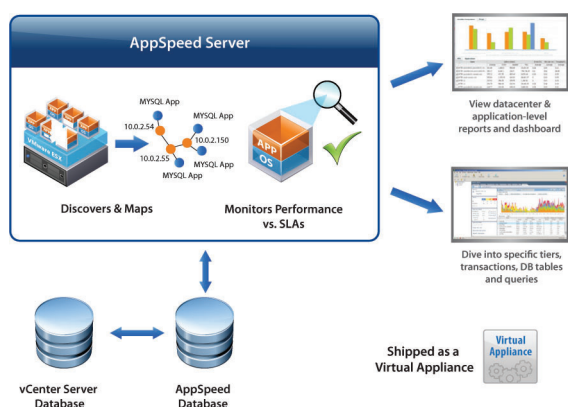 AppSpeed Server
MYSQL App
MYSQL App
10.0.2.54
10.0.2.150
VMware ESX
10.0.2.55
MYSQL App
MYSQL App
APP
OS
Discovers & Maps
Monitors Performance
vs. SLAs
View datacenter &
application-level
reports and dashboard
Dive into specific tiers,
transactions, DB tables
and queries
vCenter Server
Database
AppSpeed
Database
Shipped as a
Virtual Appliance
Virtual
Appliance